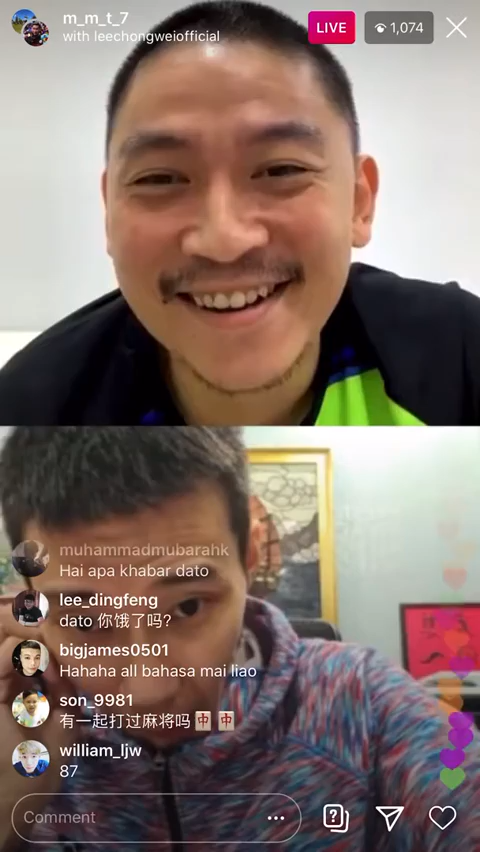 m_m_t_7
with leechongweiofficial
LIVE
1,074
muhammadmubarahk
Hai apa khabar dato
lee_dingfeng
dato 你饿了吗?
bigjames0501
Hahaha all bahasa mai liao
son_9981
有一起打过麻将吗🀄🀄
william_ljw
87
Comment